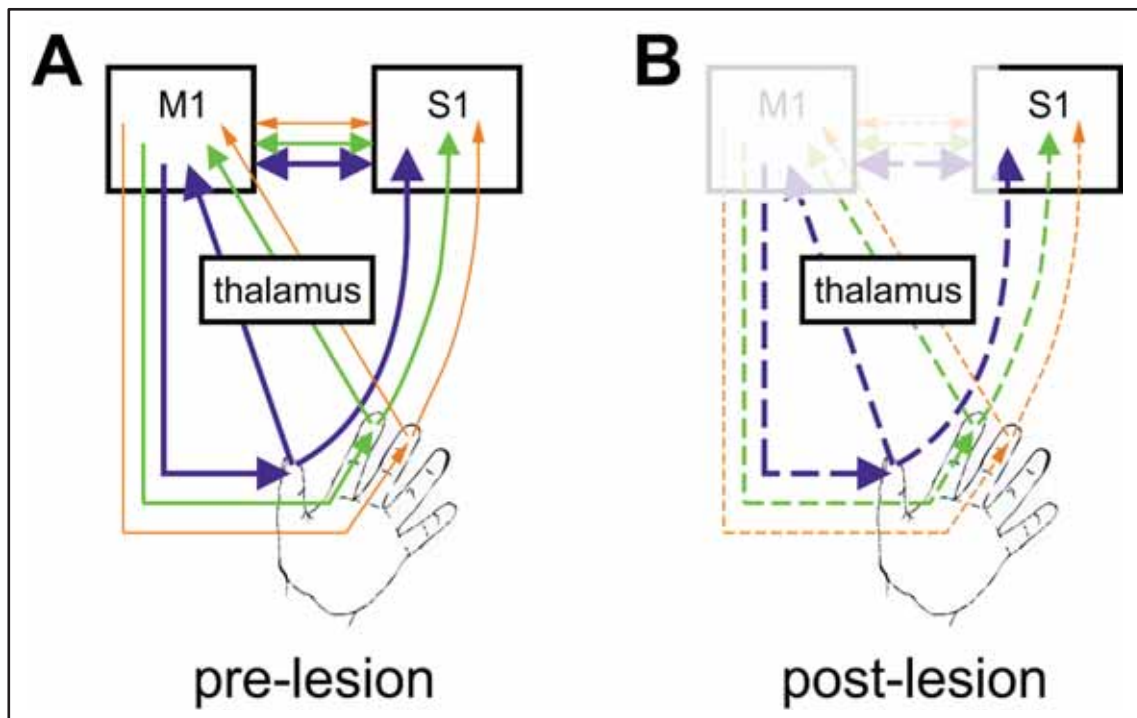 A
M1
S1
thalamus
pre-lesion
B
M1
S1
thalamus
post-lesion